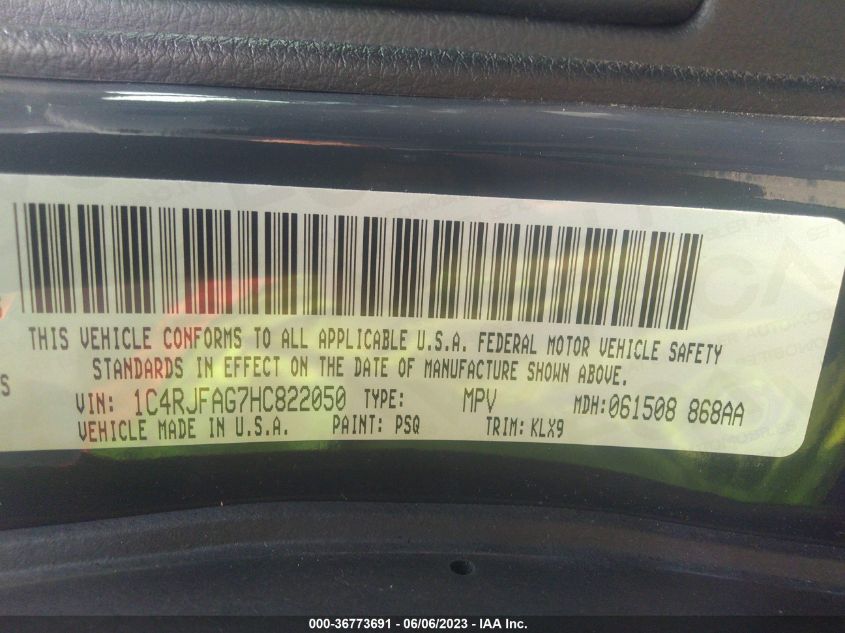 THIS VEHICLE CONFORMS TO ALL APPLICABLE U.S.A. FEDERAL MOTOR VEHICLE SAFETY
STANDARDS IN EFFECT ON THE DATE OF MANUFACTURE SHOWN ABOVE.
VIN: 1C4RJFAG7HC822050 TYPE: MPV MDH:061508 868AA
VEHICLE MADE IN U.S.A. PAINT: PSQ TRIM: KLX9
000-36773691 - 06/06/2023 - IAA Inc.